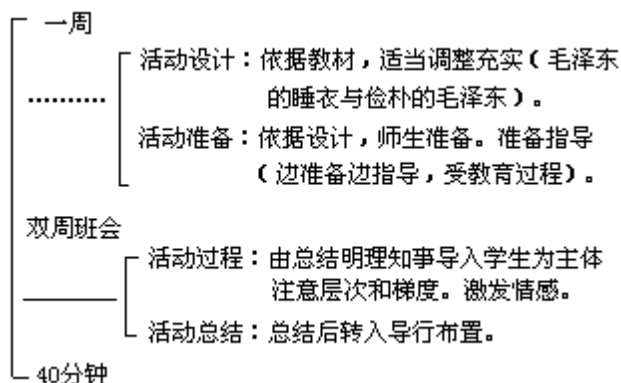 一周
活动设计：依据教材，适当调整充实（毛泽东
的睡衣与俭朴的毛泽东）。
活动准备：依据设计，师生准备。准备指导
（边准备边指导，受教育过程）。
双周班会
活动过程：由总结明理知事导入学生为主体
注意层次和梯度。激发情感。
活动总结：总结后转入导行布置。
40分钟